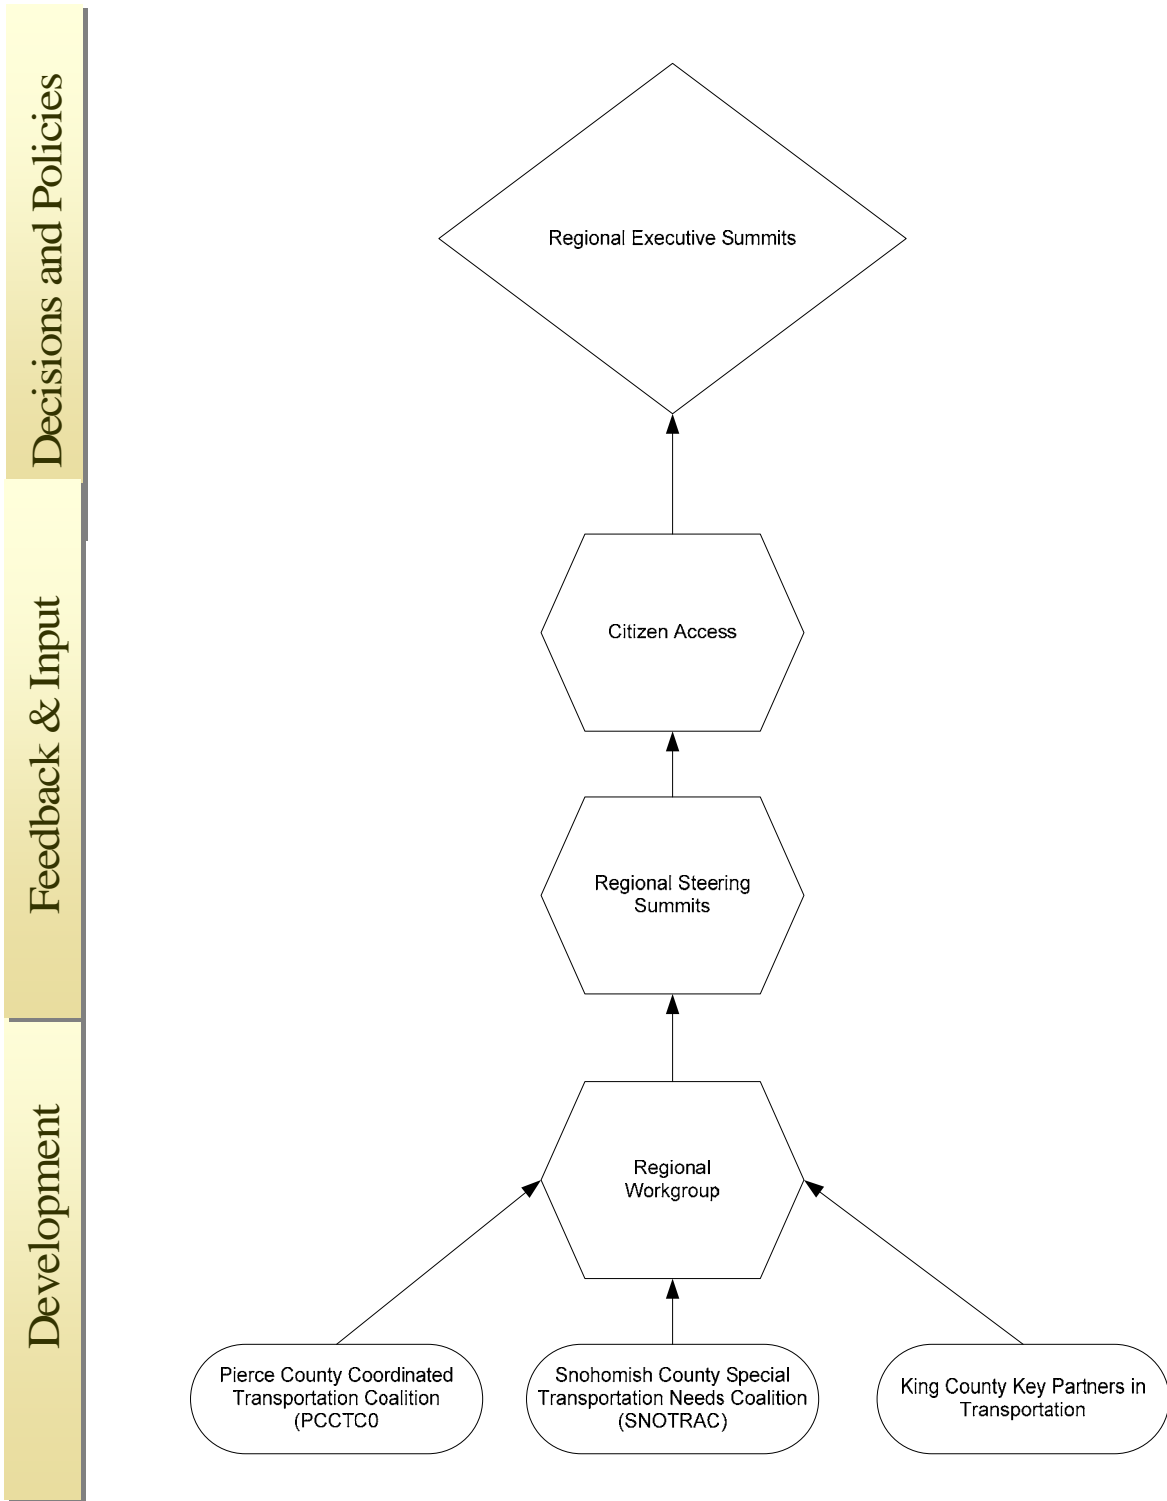 Decisions and Policies
Regional Executive Summits
Feedback & Input
Citizen Access
Regional Steering
Summits
Development
Regional
Workgroup
Pierce County Coordinated
Transportation Coalition
(PCCTC0
Snohomish County Special
Transportation Needs Coalition
(SNOTRAC)
King County Key Partners in
Transportation